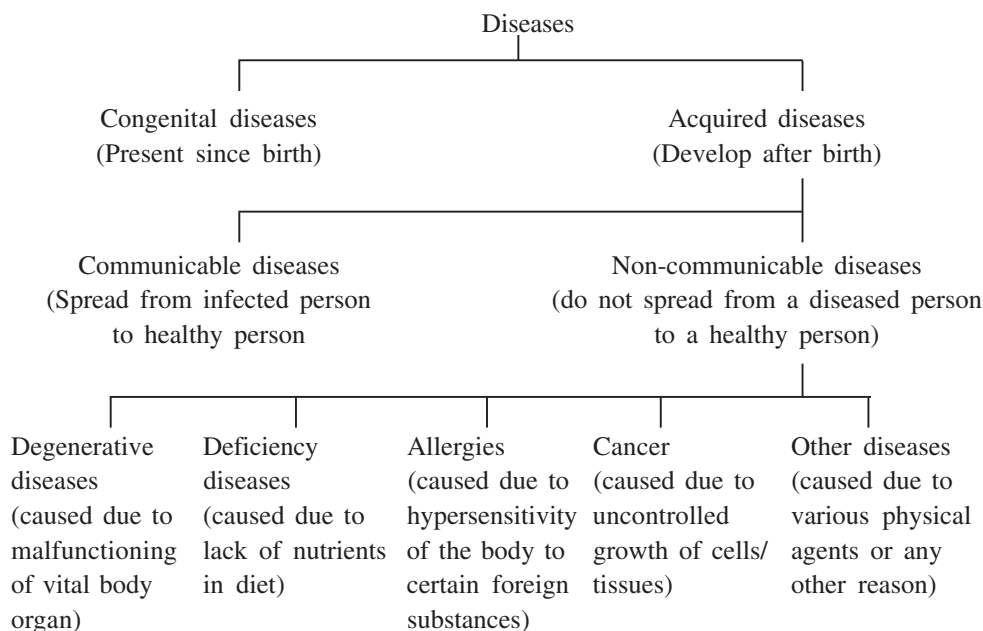 Diseases
Congenital diseases
(Present since birth)
Acquired diseases
(Develop after birth)
Communicable diseases
(Spread from infected person
to healthy person
Non-communicable diseases
(do not spread from a diseased person
to a healthy person)
Degenerative
diseases
(caused due to
malfunctioning
of vital body
organ)
Deficiency
diseases
(caused due to
lack of nutrients
in diet)
Allergies
(caused due to
hypersensitivity
of the body to
certain foreign
substances)
Cancer
(caused due to
uncontrolled
growth of cells/
tissues)
Other diseases
(caused due to
various physical
agents or any
other reason)